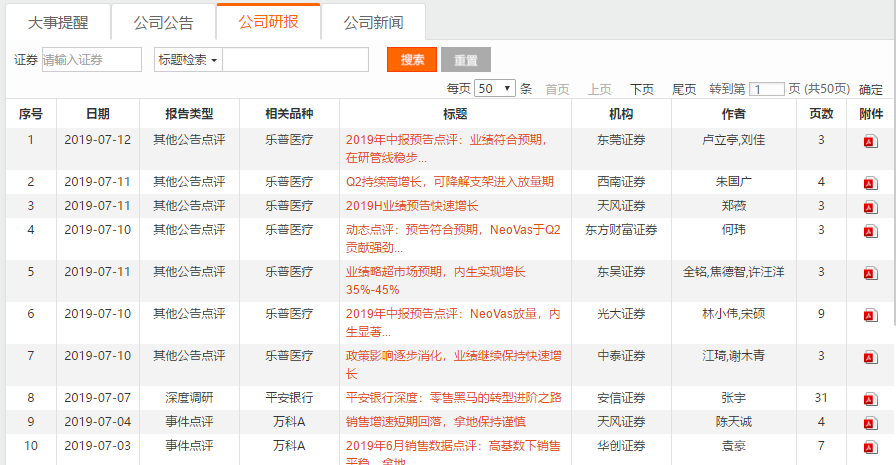 大事提醒 公司公告 公司研报 公司新闻
证券 请输入证券 标题检索 搜索 重置
每页 50 条 首页 上页 下页 尾页 转到第 1 页 (共50页) 确定
序号 日期 报告类型 相关品种 标题 机构 作者 页数 附件
1 2019-07-12 其他公告点评 乐普医疗 2019年中报预告点评：业绩符合预期， 东莞证券 卢立亭,刘佳 3
在研管线稳步...
2 2019-07-11 其他公告点评 乐普医疗 Q2持续高增长，可降解支架进入放量期 西南证券 朱国广 4
3 2019-07-11 其他公告点评 乐普医疗 2019H业绩预告快速增长 天风证券 郑薇 3
4 2019-07-10 其他公告点评 乐普医疗 动态点评：预告符合预期，NeoVas于Q2 东方财富证券 何玮 3
贡献强劲...
5 2019-07-11 其他公告点评 乐普医疗 业绩略超市场预期，内生实现增长 东吴证券 全铭,焦德智,许汪洋 3
35%-45%
6 2019-07-10 其他公告点评 乐普医疗 2019年中报预告点评：NeoVas放量，内 光大证券 林小伟,宋硕 9
生显著...
7 2019-07-10 其他公告点评 乐普医疗 政策影响逐步消化，业绩继续保持快速增 中泰证券 江琦,谢木青 3
长
8 2019-07-07 深度调研 平安银行 平安银行深度：零售黑马的转型进阶之路 安信证券 张宇 31
9 2019-07-04 事件点评 万科A 销售增速短期回落，拿地保持谨慎 天风证券 陈天诚 4
10 2019-07-03 事件点评 万科A 2019年6月销售数据点评：高基数下销售 华创证券 袁豪 7
平稳，拿地